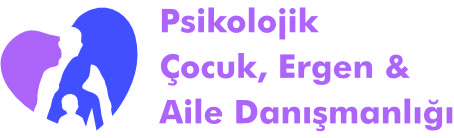 Psikolojik
Çocuk, Ergen &
Aile Danışmanlığı